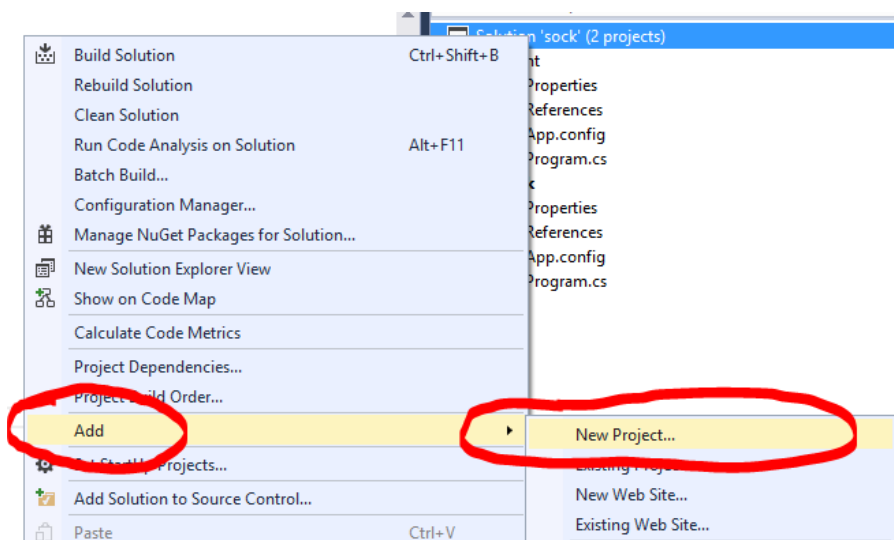 Solution 'sock' (2 projects)
Build Solution Ctrl+Shift+B
nt
Rebuild Solution
Properties
Clean Solution
References
Run Code Analysis on Solution Alt+F11
App.config
Batch Build...
Program.cs
Configuration Manager...
Properties
Manage NuGet Packages for Solution...
References
New Solution Explorer View
App.config
Show on Code Map
Program.cs
Calculate Code Metrics
Project Dependencies...
Project Build Order...
Add
New Project...
Set StartUp Projects...
Existing Project...
Add Solution to Source Control...
New Web Site...
Paste Ctrl+V
Existing Web Site...